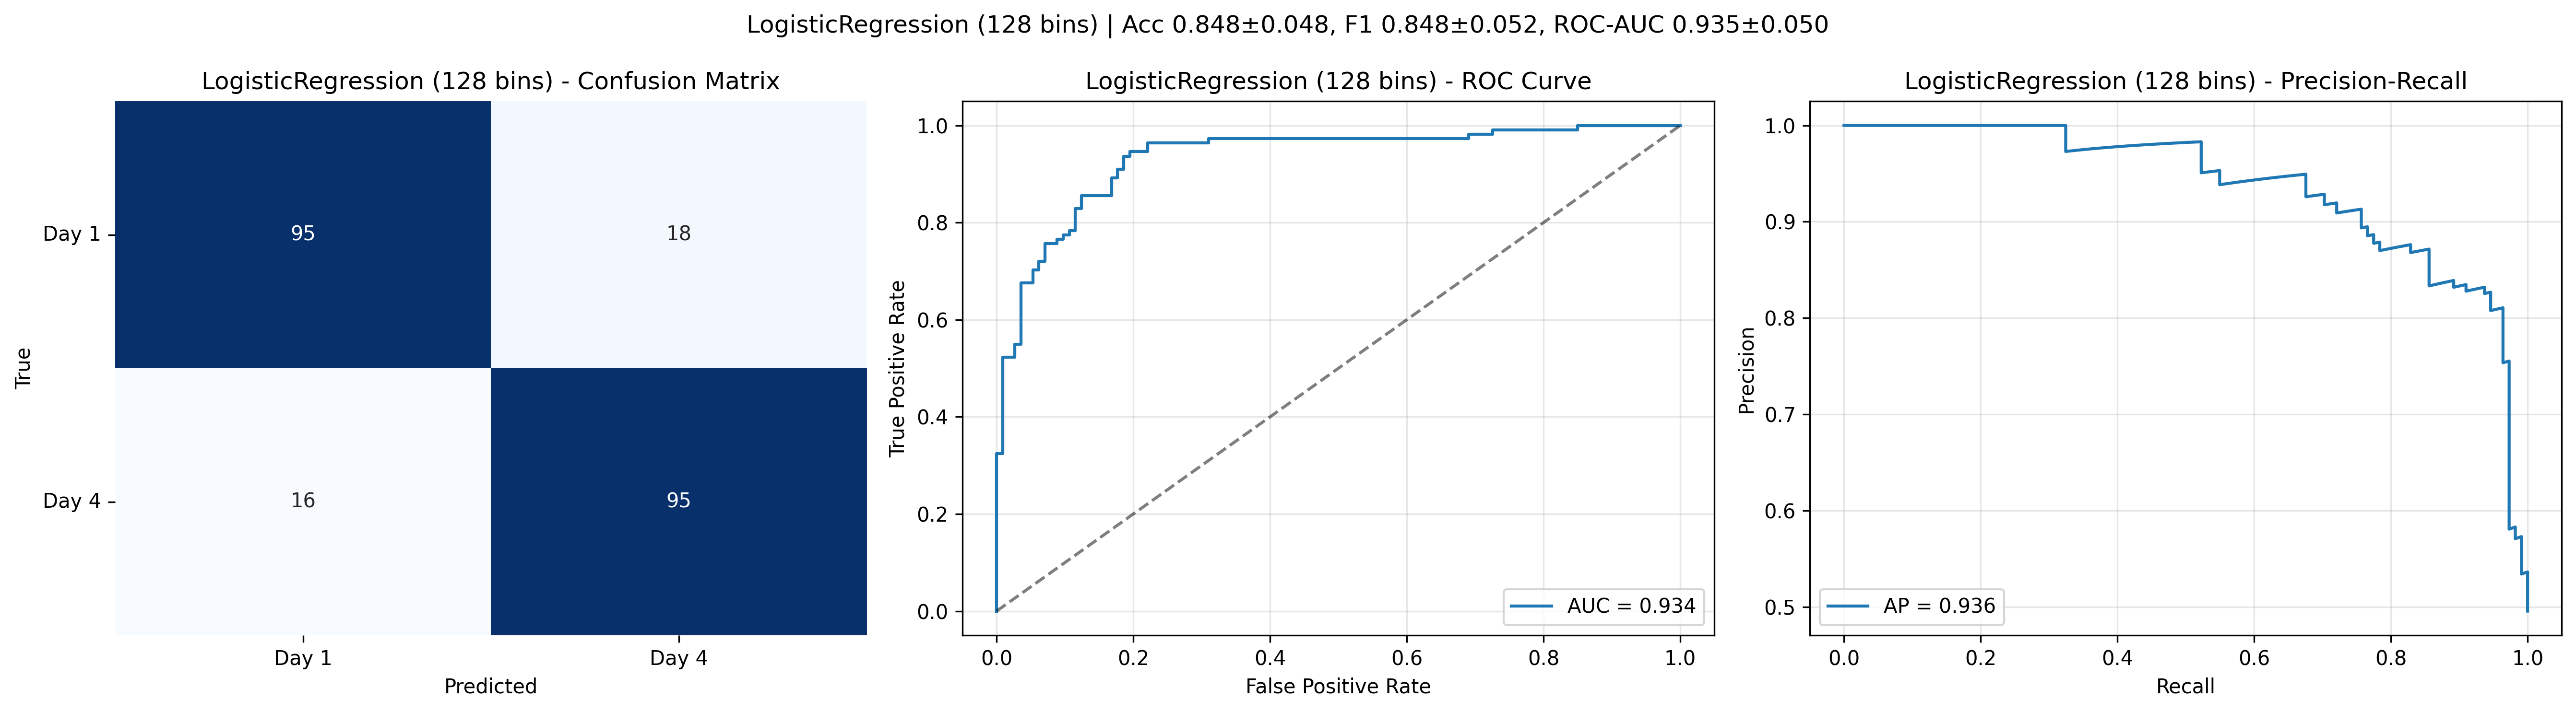 LogisticRegression (128 bins) | Acc 0.848±0.048, F1 0.848±0.052, ROC-AUC 0.935±0.050
LogisticRegression (128 bins) - Confusion Matrix
True
Day 1
95
18
Day 4
16
95
Day 1
Day 4
Predicted
LogisticRegression (128 bins) - ROC Curve
True Positive Rate
1.0
0.8
0.6
0.4
0.2
0.0
AUC = 0.934
0.0
0.2
0.4
0.6
0.8
1.0
False Positive Rate
LogisticRegression (128 bins) - Precision-Recall
Precision
1.0
0.9
0.8
0.7
0.6
0.5
AP = 0.936
0.0
0.2
0.4
0.6
0.8
1.0
Recall